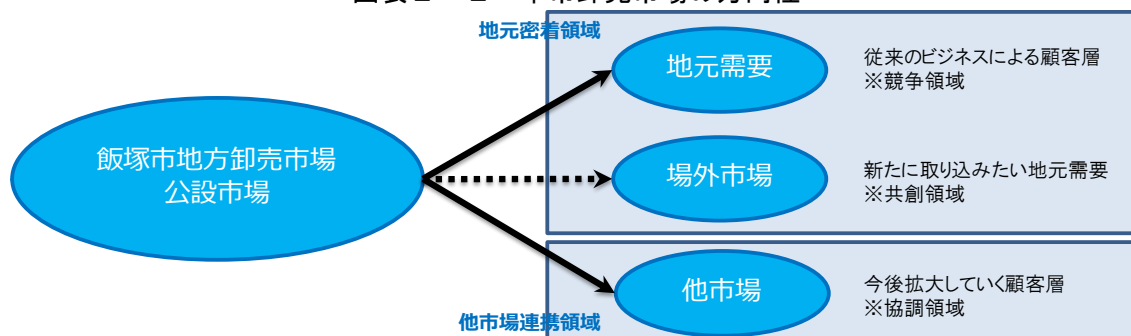 地元密着領域
地元需要
従来のビジネスによる顧客層
※競争領域
飯塚市地方卸売市場
公設市場
場外市場
新たに取り込みたい地元需要
※共創領域
他市場
今後拡大していく顧客層
※協調領域
他市場連携領域